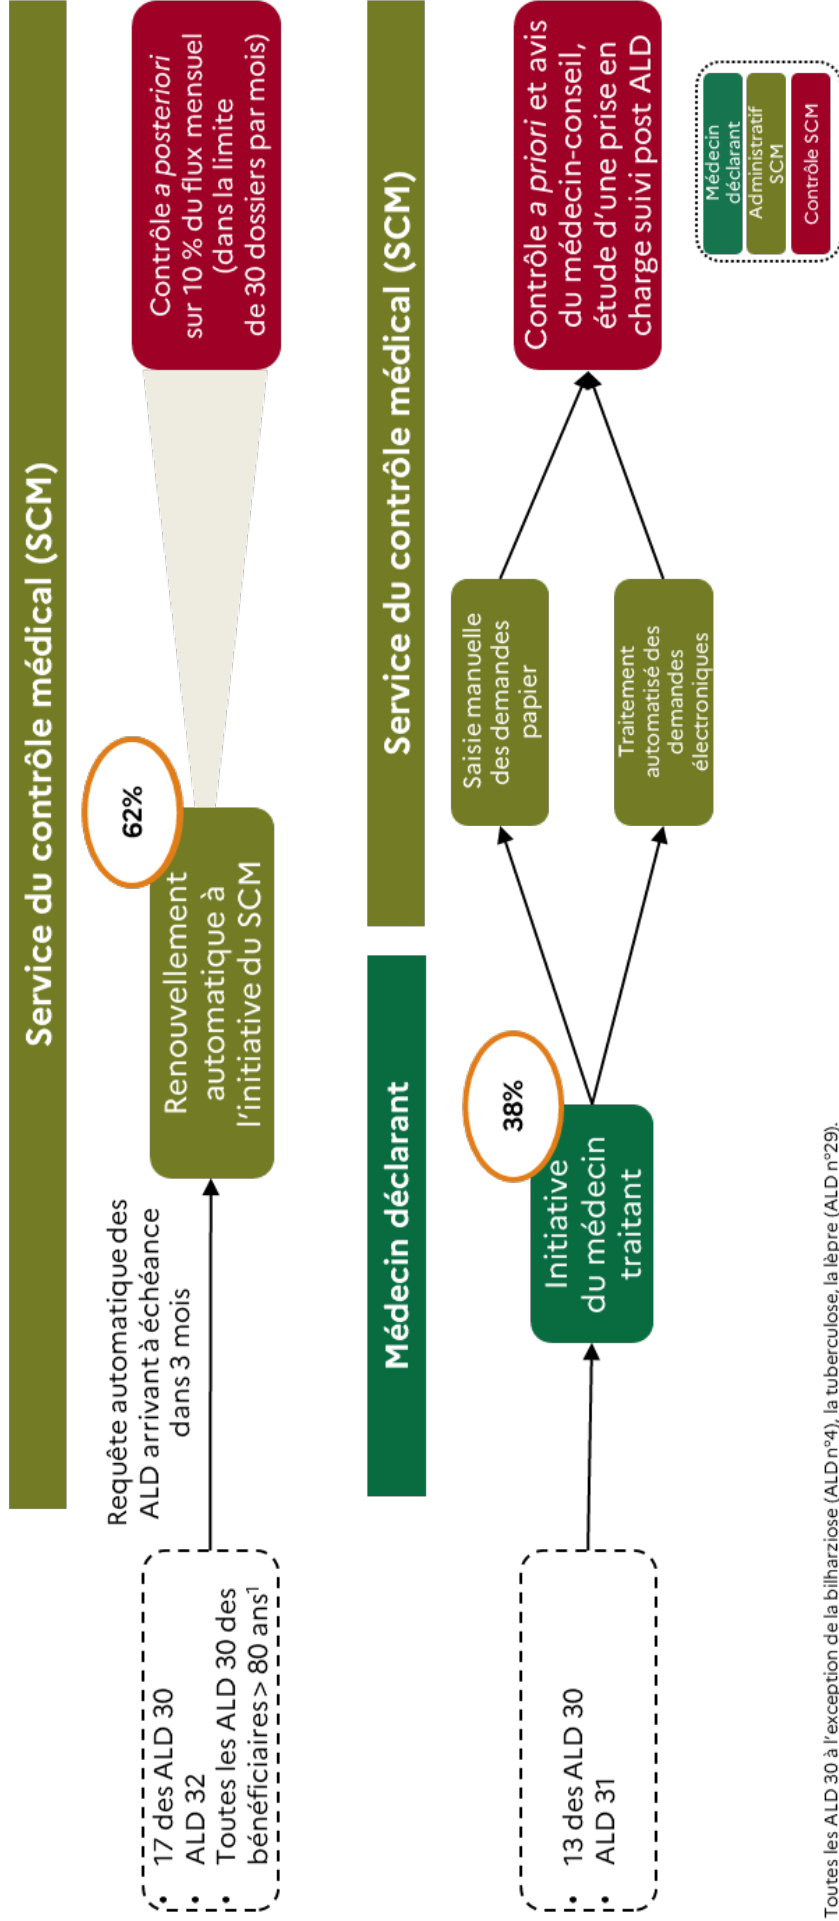 Service du contrôle médical (SCM)
Requête automatique des
ALD arrivant à échéance
dans 3 mois
• 17 des ALD 30
• ALD 32
• Toutes les ALD 30 des
bénéficiaires > 80 ans¹
62%
Renouvellement
automatique à
l'initiative du SCM
Contrôle a posteriori
sur 10 % du flux mensuel
(dans la limite
de 30 dossiers par mois)
Médecin déclarant
Service du contrôle médical (SCM)
• 13 des ALD 30
• ALD 31
38%
Initiative
du médecin
traitant
Saisie manuelle
des demandes
papier
Traitement
automatisé des
demandes
électroniques
Contrôle a priori et avis
du médecin-conseil,
étude d'une prise en
charge suivi post ALD
Médecin
déclarant
Administratif
SCM
Contrôle SCM
Toutes les ALD 30 à l'exception de la bilharziose (ALD n°4), la tuberculose, la lèpre (ALD n°29).